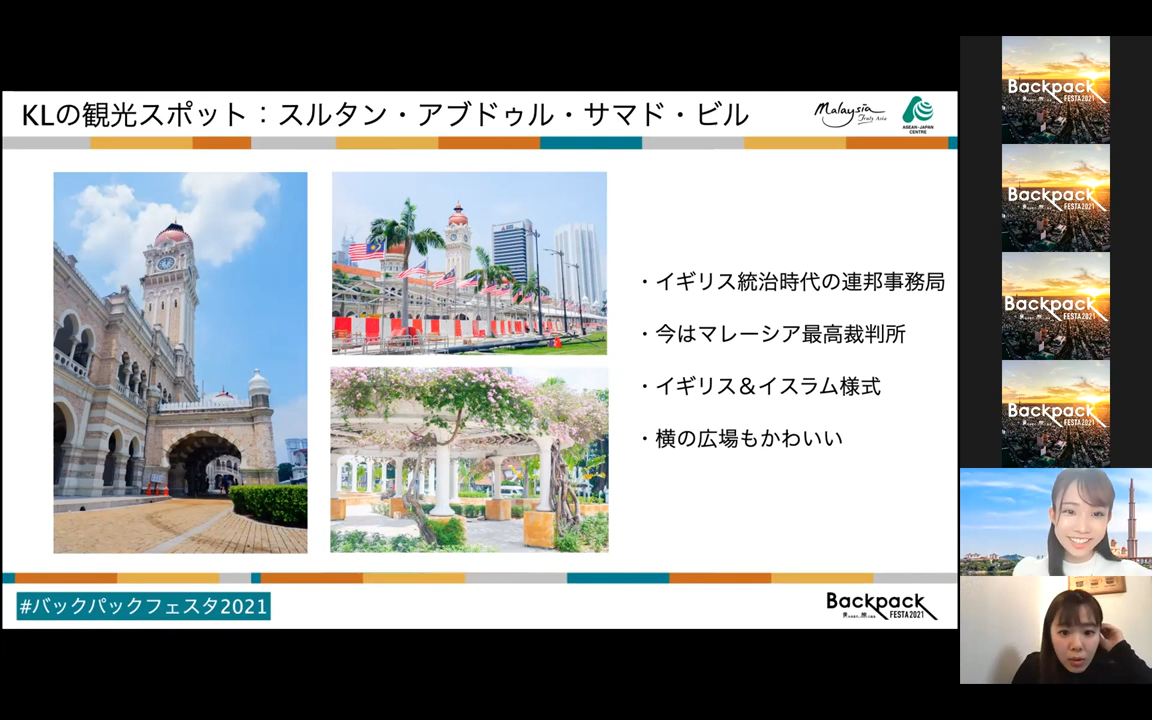 KLの観光スポット：スルタン・アブドゥル・サマド・ビル
Malaysia
Truly Asia
ASEAN-JAPAN
CENTRE
・イギリス統治時代の連邦事務局
・今はマレーシア最高裁判所
・イギリス＆イスラム様式
・横の広場もかわいい
#バックパックフェスタ2021
Backpack
FESTA2021
Backpack
FESTA2021
Backpack
FESTA2021
Backpack
FESTA2021
Backpack
FESTA2021